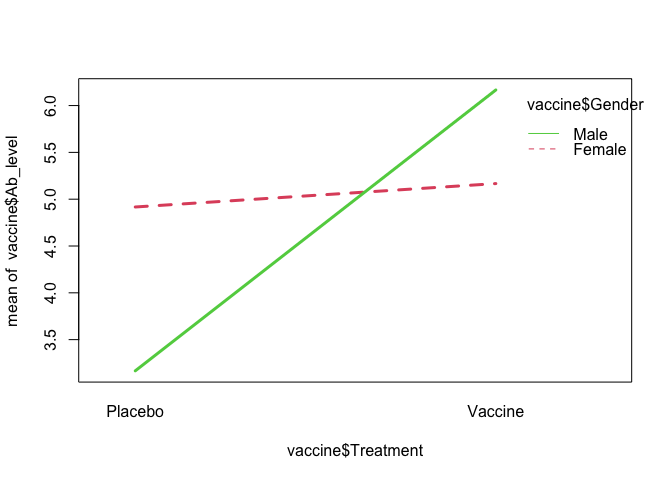 vaccine$Gender
Male
Female
mean of  vaccine$Ab_level
6.0
5.5
5.0
4.5
4.0
3.5
Placebo
Vaccine
vaccine$Treatment